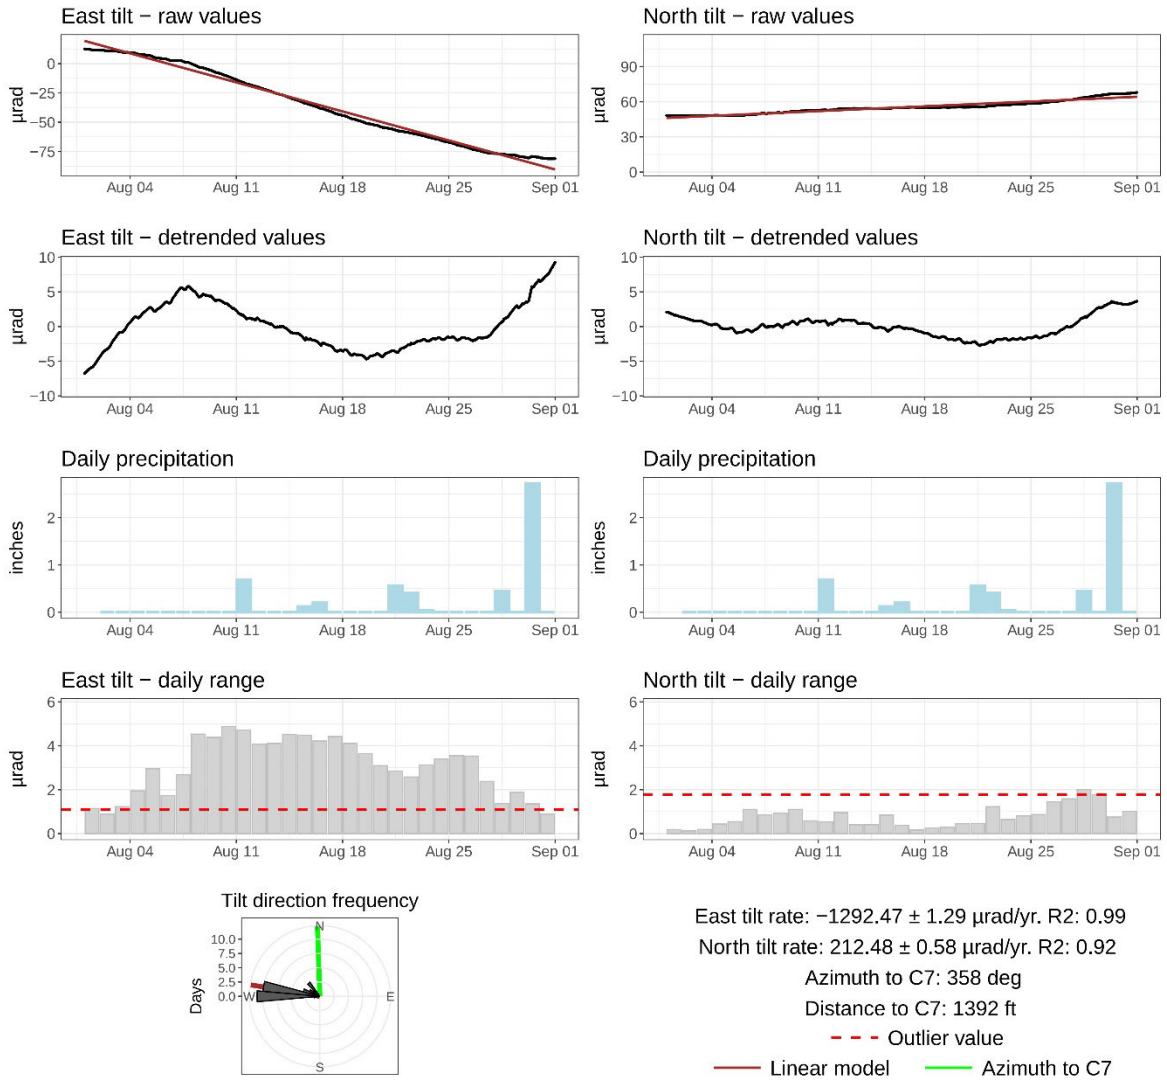 East tilt − raw values
µrad
0
−25
−50
−75
Aug 04 Aug 11 Aug 18 Aug 25 Sep 01
North tilt − raw values
µrad
90
60
30
0
Aug 04 Aug 11 Aug 18 Aug 25 Sep 01
East tilt − detrended values
µrad
10
5
0
−5
−10
Aug 04 Aug 11 Aug 18 Aug 25 Sep 01
North tilt − detrended values
µrad
10
5
0
−5
−10
Aug 04 Aug 11 Aug 18 Aug 25 Sep 01
Daily precipitation
inches
2
1
0
Aug 04 Aug 11 Aug 18 Aug 25 Sep 01
Daily precipitation
inches
2
1
0
Aug 04 Aug 11 Aug 18 Aug 25 Sep 01
East tilt − daily range
µrad
6
4
2
0
Aug 04 Aug 11 Aug 18 Aug 25 Sep 01
North tilt − daily range
µrad
6
4
2
0
Aug 04 Aug 11 Aug 18 Aug 25 Sep 01
Tilt direction frequency
Days
10.0
7.5
5.0
2.5
0.0
N
W
E
S
East tilt rate: −1292.47 ± 1.29 µrad/yr. R2: 0.99
North tilt rate: 212.48 ± 0.58 µrad/yr. R2: 0.92
Azimuth to C7: 358 deg
Distance to C7: 1392 ft
Outlier value
Linear model Azimuth to C7